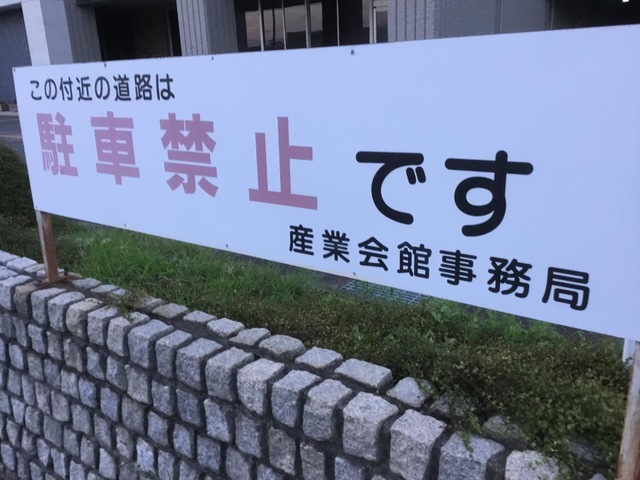 この付近の道路は
駐車禁止です
産業会館事務局